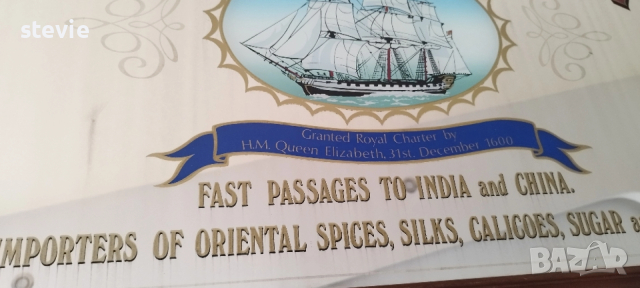 stevie
Granted Royal Charter by
H.M. Queen Elizabeth, 31st. December 1600
FAST PASSAGES TO INDIA and CHINA.
IMPORTERS OF ORIENTAL SPICES, SILKS, CALICOES, SUGAR a
BAZAR